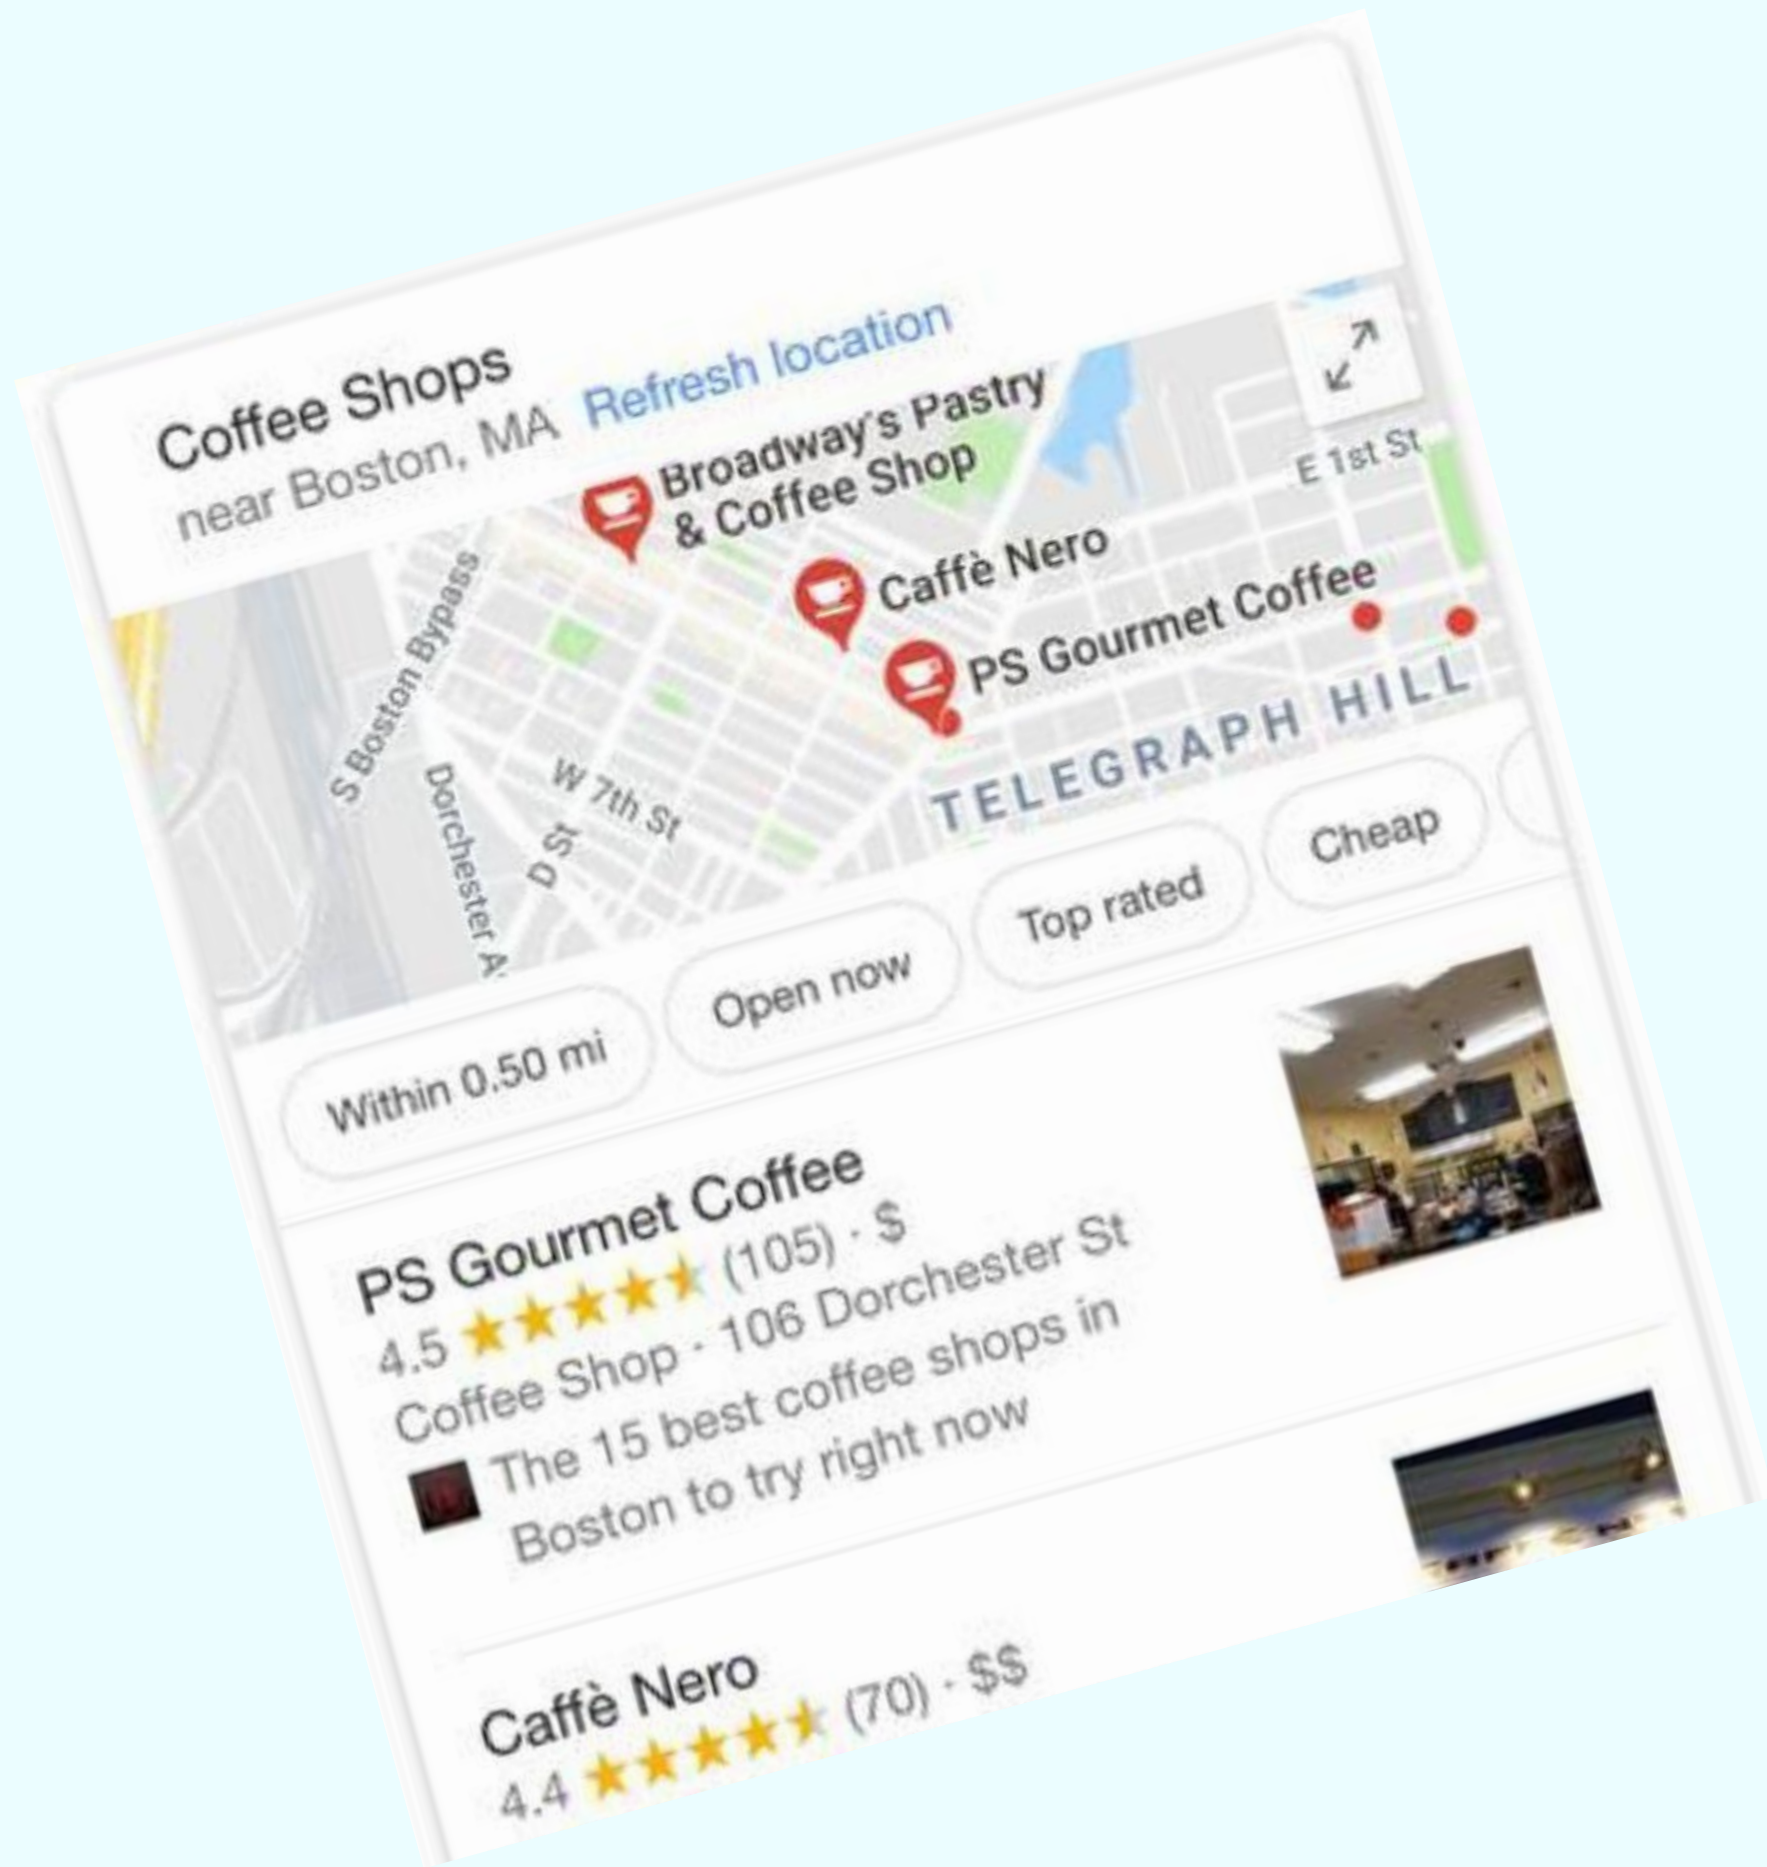 Coffee Shops
near Boston, MA Refresh location
Broadway's Pastry
& Coffee Shop
Caffè Nero
PS Gourmet Coffee
E 1st St
S Boston Bypass
Dorchester A
W 7th St
D St
TELEGRAPH HILL
Within 0.50 mi
Open now
Top rated
Cheap
PS Gourmet Coffee
4.5 (105) · $
Coffee Shop · 106 Dorchester St
The 15 best coffee shops in
Boston to try right now
Caffè Nero
4.4 (70) · $$